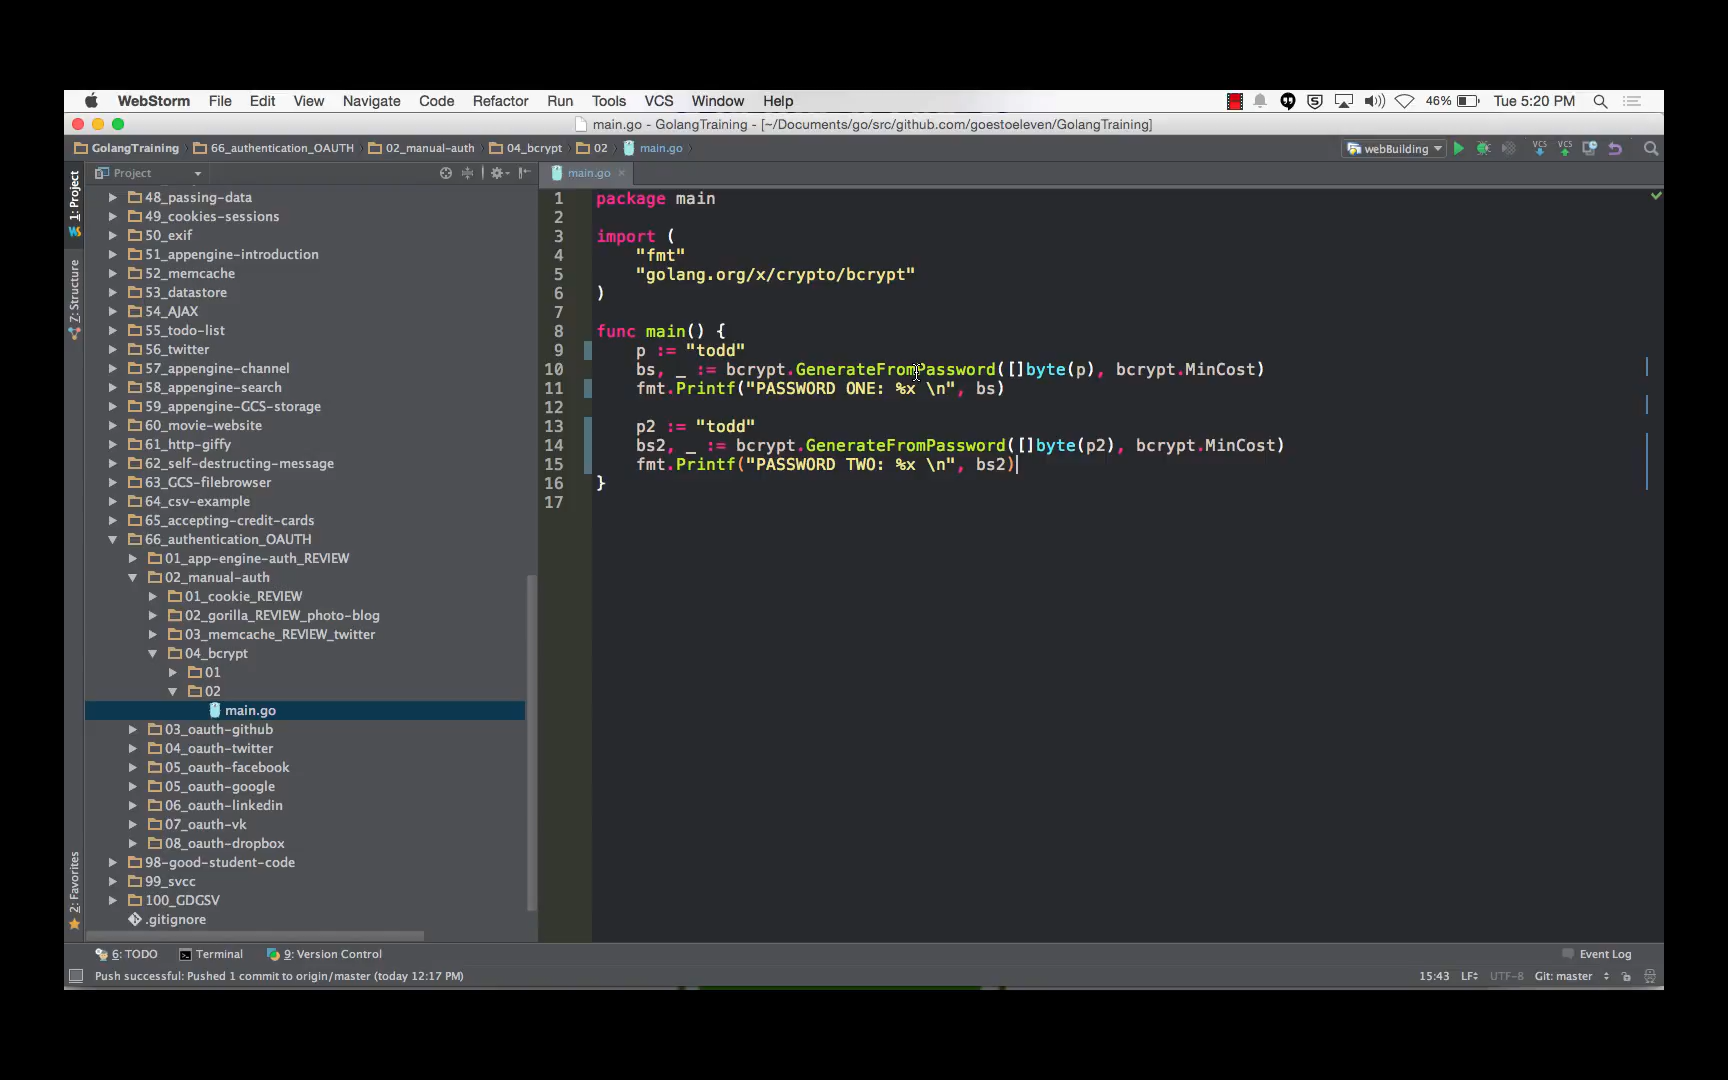 WebStorm File Edit View Navigate Code Refactor Run Tools VCS Window Help 46% Tue 5:20 PM
main.go - GolangTraining - [~/Documents/go/src/github.com/goestoeleven/GolangTraining]
GolangTraining 66_authentication_OAUTH 02_manual-auth 04_bcrypt 02 main.go webBuilding VCS VCS
Project main.go
1: Project
7: Structure
2: Favorites
48_passing-data
49_cookies-sessions
50_exif
51_appengine-introduction
52_memcache
53_datastore
54_AJAX
55_todo-list
56_twitter
57_appengine-channel
58_appengine-search
59_appengine-GCS-storage
60_movie-website
61_http-giffy
62_self-destructing-message
63_GCS-filebrowser
64_csv-example
65_accepting-credit-cards
66_authentication_OAUTH
01_app-engine-auth_REVIEW
02_manual-auth
01_cookie_REVIEW
02_gorilla_REVIEW_photo-blog
03_memcache_REVIEW_twitter
04_bcrypt
01
02
main.go
03_oauth-github
04_oauth-twitter
05_oauth-facebook
05_oauth-google
06_oauth-linkedin
07_oauth-vk
08_oauth-dropbox
98-good-student-code
99_svcc
100_GDGSV
.gitignore
1 package main
2
3 import (
4 "fmt"
5 "golang.org/x/crypto/bcrypt"
6 )
7
8 func main() {
9 p := "todd"
10 bs, _ := bcrypt.GenerateFromPassword([]byte(p), bcrypt.MinCost)
11 fmt.Printf("PASSWORD ONE: %x \n", bs)
12
13 p2 := "todd"
14 bs2, _ := bcrypt.GenerateFromPassword([]byte(p2), bcrypt.MinCost)
15 fmt.Printf("PASSWORD TWO: %x \n", bs2)
16 }
17
6: TODO Terminal 9: Version Control Event Log
Push successful: Pushed 1 commit to origin/master (today 12:17 PM) 15:43 LF UTF-8 Git: master